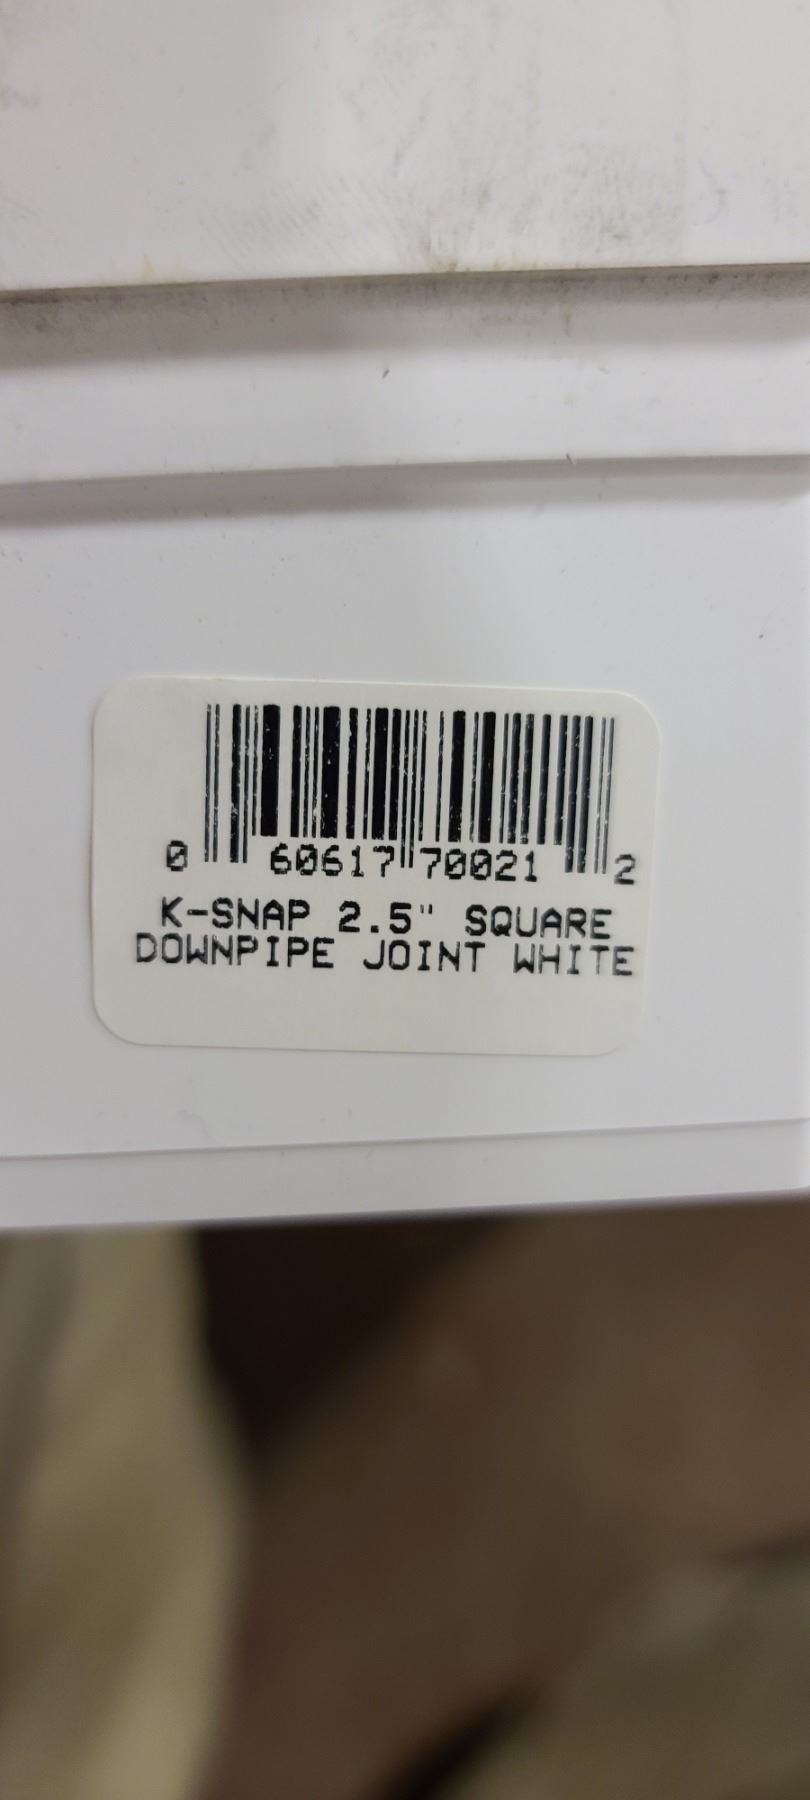 0 60617 70021 2
K-SNAP 2.5" SQUARE
DOWNPIPE JOINT WHITE